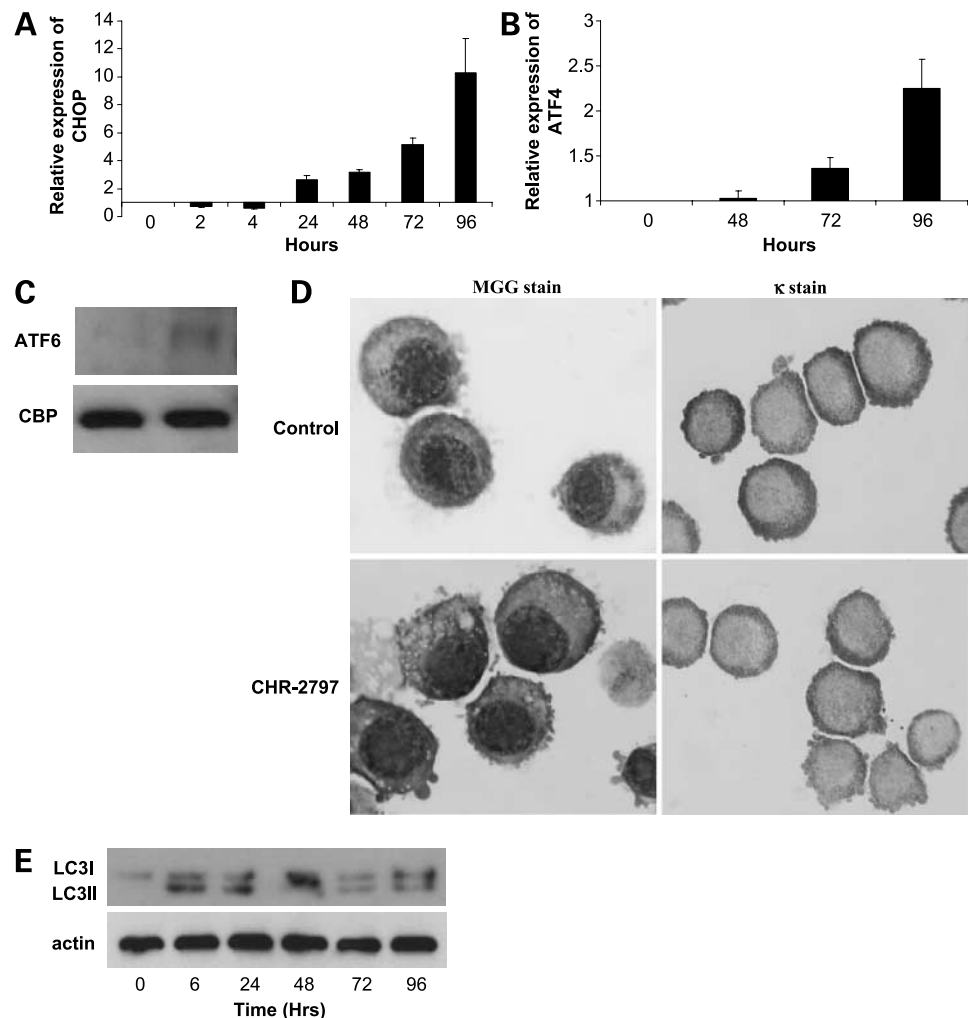 A
Relative expression of
CHOP
14
12
10
8
6
4
2
0
0 2 4 24 48 72 96
Hours
B
Relative expression of
ATF4
3
2.5
2
1.5
1
0 48 72 96
Hours
C
ATF6
CBP
D
MGG stain κ stain
Control
CHR-2797
E
LC3I
LC3II
actin
0 6 24 48 72 96
Time (Hrs)